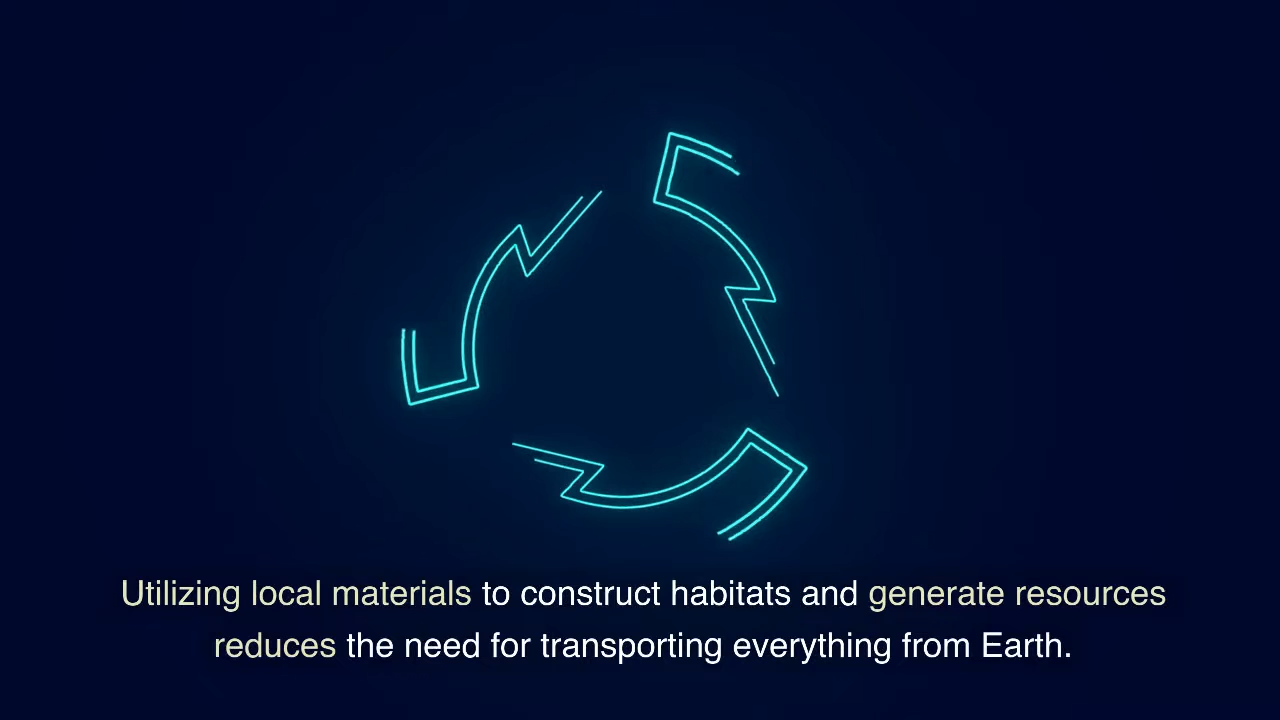 Utilizing local materials to construct habitats and generate resources
reduces the need for transporting everything from Earth.